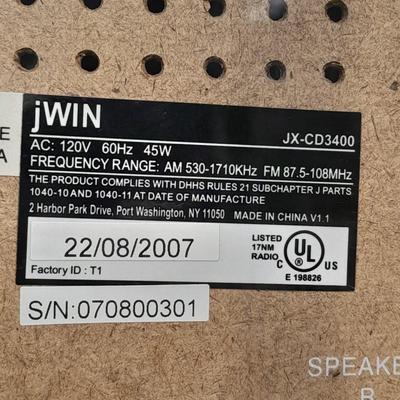 jWIN
JX-CD3400
AC: 120V 60Hz 45W
FREQUENCY RANGE: AM 530-1710KHz FM 87.5-108MHz
THE PRODUCT COMPLIES WITH DHHS RULES 21 SUBCHAPTER J PARTS
1040-10 AND 1040-11 AT DATE OF MANUFACTURE
2 Harbor Park Drive, Port Washington, NY 11050 MADE IN CHINA V1.1
22/08/2007
Factory ID : T1
LISTED
17NM
RADIO
C UL US
E 198826
S/N:070800301
E
A
SPEAKE
B